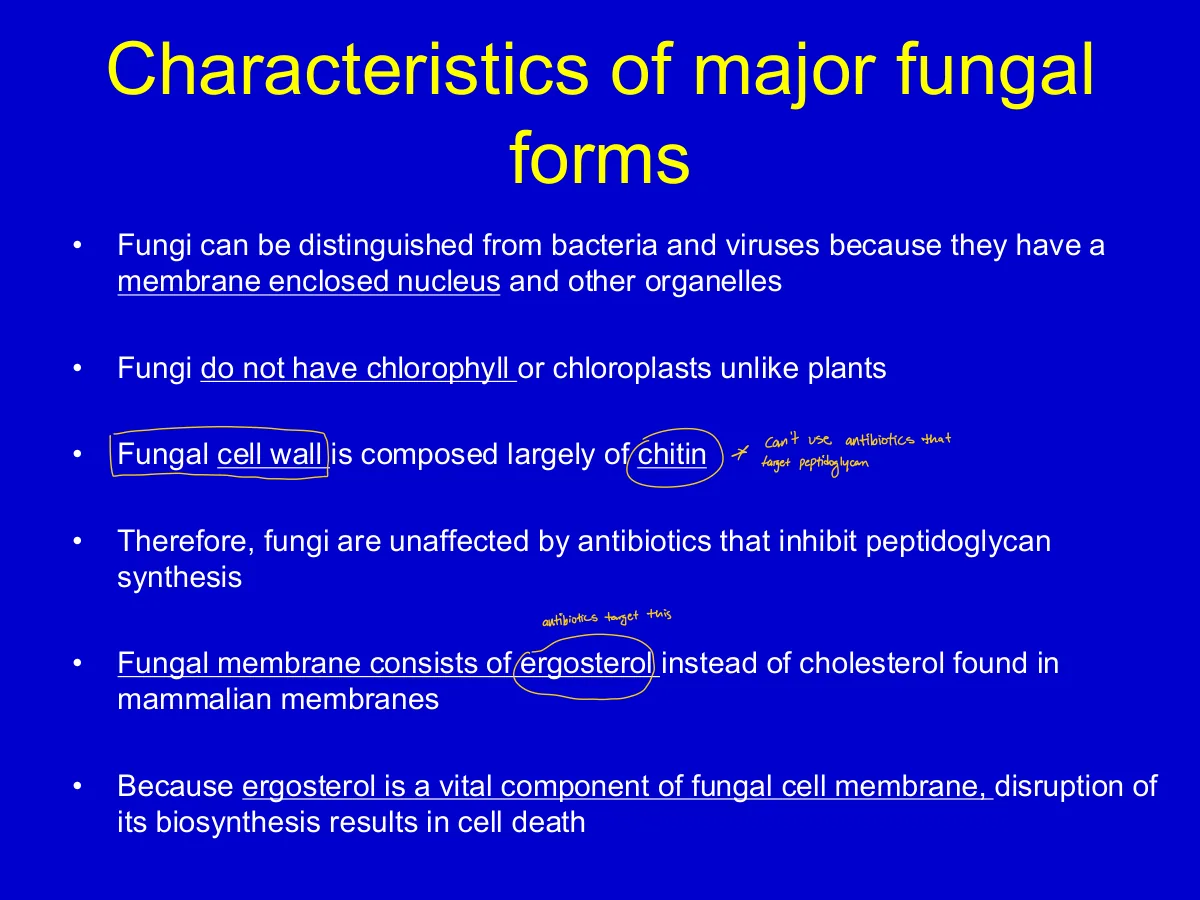 Characteristics of major fungal
forms
• Fungi can be distinguished from bacteria and viruses because they have a
membrane enclosed nucleus and other organelles
• Fungi do not have chlorophyll or chloroplasts unlike plants
• Fungal cell wall is composed largely of chitin * can't use antibiotics that
target peptidoglycan
• Therefore, fungi are unaffected by antibiotics that inhibit peptidoglycan
synthesis
antibiotics target this
• Fungal membrane consists of ergosterol instead of cholesterol found in
mammalian membranes
• Because ergosterol is a vital component of fungal cell membrane, disruption of
its biosynthesis results in cell death